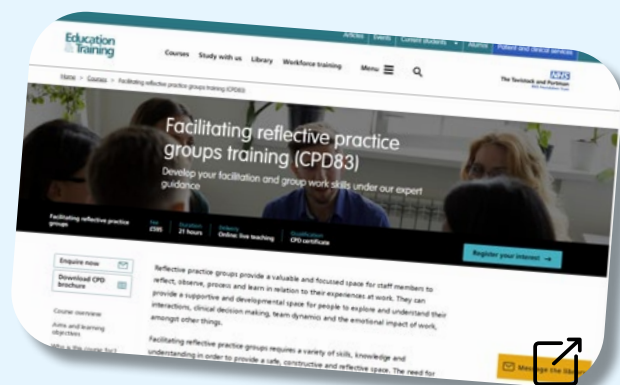 Articles Events Current students Alumni Patient and clinical services
Education
& Training
Courses Study with us Library Workforce training Menu
NHS
The Tavistock and Portman
NHS Foundation Trust
Home > Courses > Facilitating reflective practice groups training (CPD83)
Facilitating reflective practice
groups training (CPD83)
Develop your facilitation and group work skills under our expert
guidance
Facilitating reflective practice
groups
Fee
£595
Duration
21 hours
Delivery
Online: live teaching
Qualification
CPD certificate
Register your interest →
Enquire now
Download CPD
brochure
Course overview
Aims and learning
objectives
Who is this course for?
Reflective practice groups provide a valuable and focussed space for staff members to
reflect, observe, process and learn in relation to their experiences at work. They can
provide a supportive and developmental space for people to explore and understand their
interactions, clinical decision making, team dynamics and the emotional impact of work,
amongst other things.
Facilitating reflective practice groups requires a variety of skills, knowledge and
understanding in order to provide a safe, constructive and reflective space. The need for
Message the